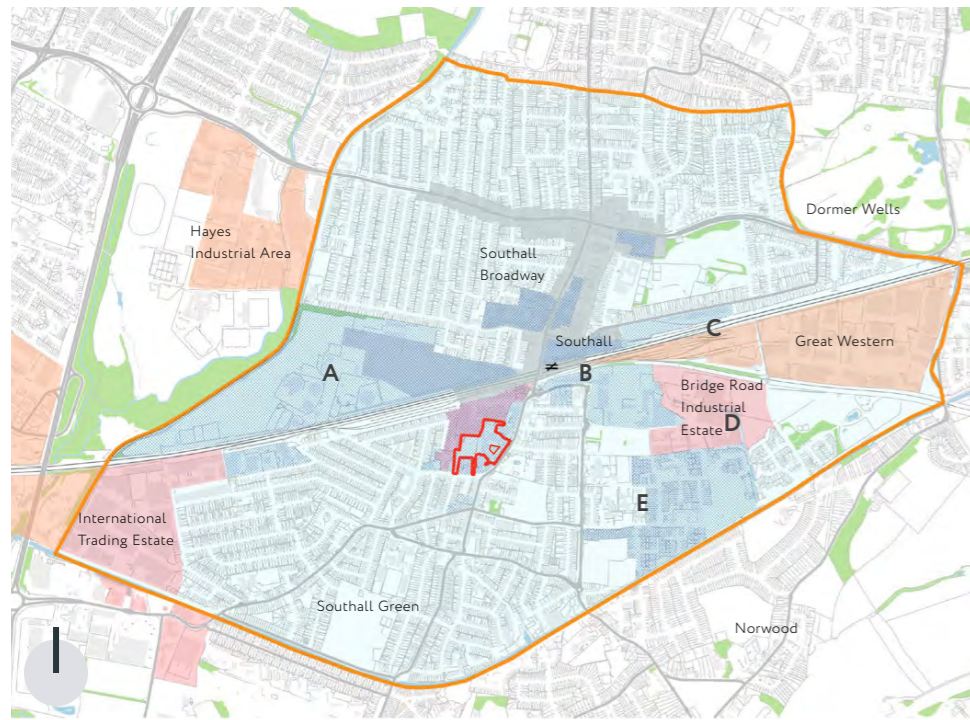 Dormer Wells
Hayes
Industrial Area
Southall
Broadway
C
Southall
Great Western
A
B
Bridge Road
Industrial
Estate
D
E
International
Trading Estate
Southall Green
Norwood